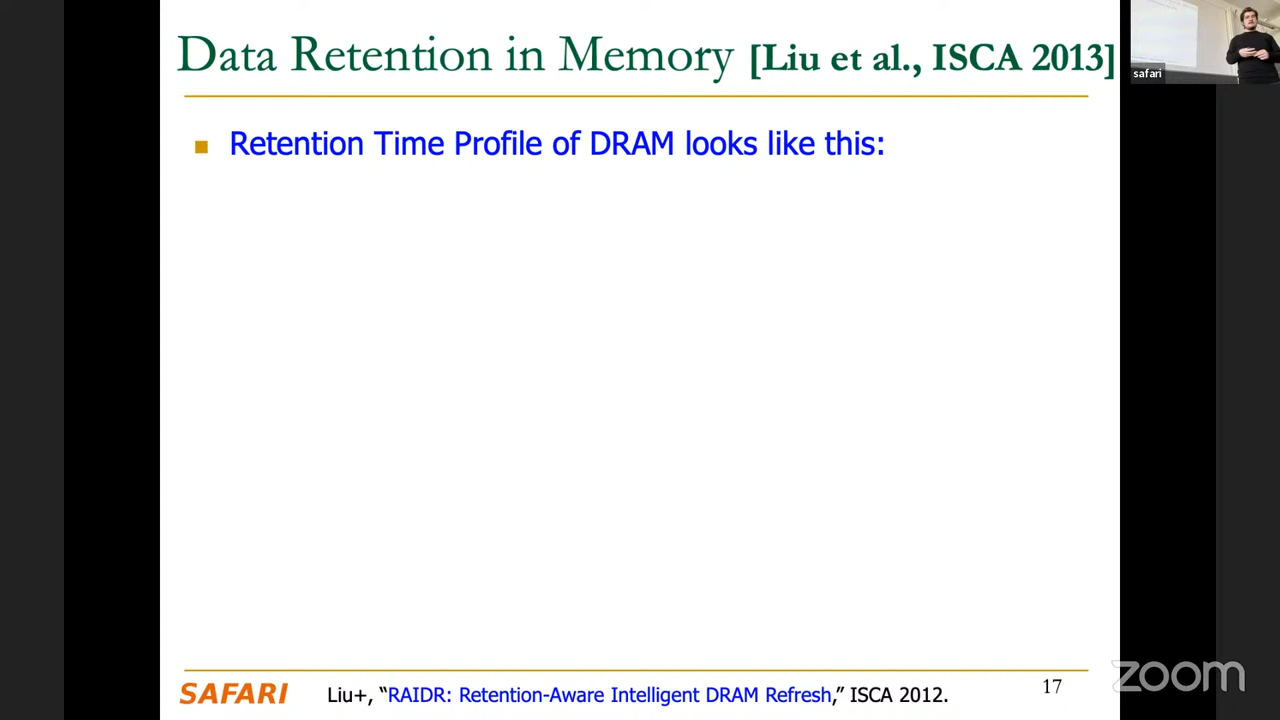 Data Retention in Memory [Liu et al., ISCA 2013]
safari
Retention Time Profile of DRAM looks like this:
SAFARI
Liu+, “RAIDR: Retention-Aware Intelligent DRAM Refresh,” ISCA 2012.
17
zoom